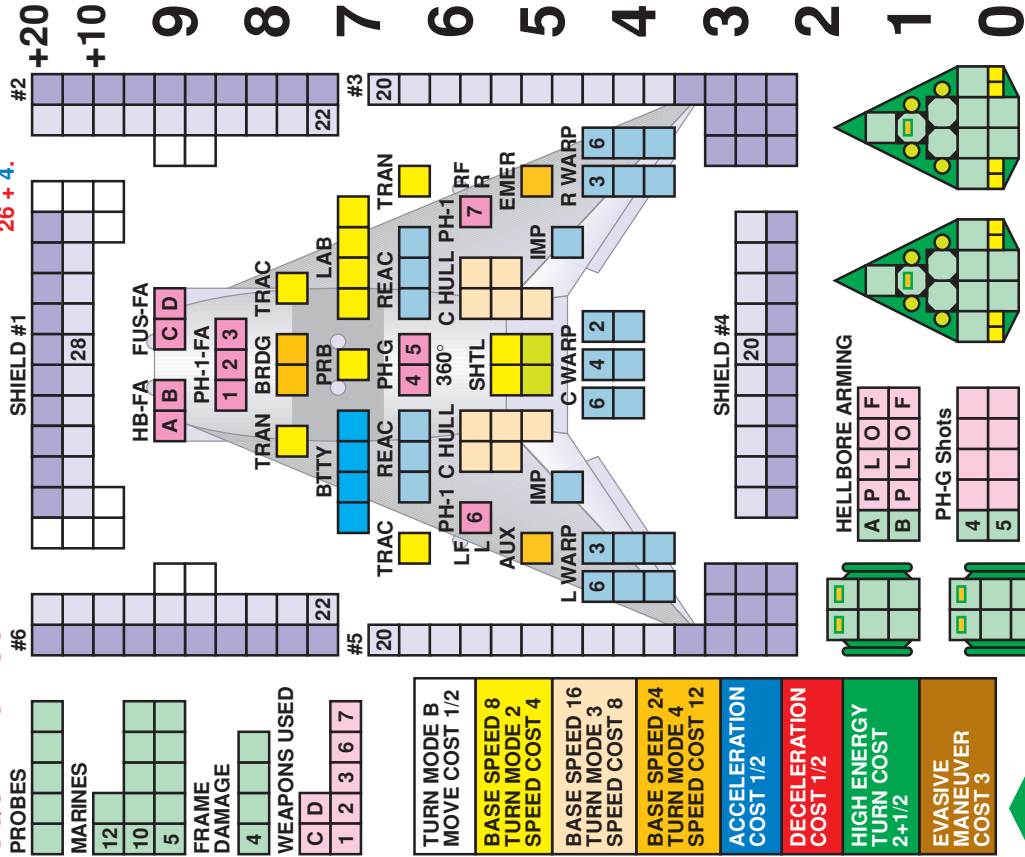 26 + 4.
#6
SHIELD #1
#2
+20
+10
9
8
7
6
5
4
3
2
1
0
28
22
22
HB-FA
FUS-FA
A B
C D
PH-1-FA
1 2 3
TRAN
BRDG
TRAC
BTTY
PRB
LAB
#5
#3
20
20
TRAC
REAC
PH-G
REAC
TRAN
4 5
360°
LF
L
PH-1
6
C HULL
C HULL
PH-1
7
RF
R
AUX
IMP
SHTL
IMP
EMER
L WARP
C WARP
R WARP
6 3
6 4 2
3 6
SHIELD #4
20
PROBES
MARINES
12
10
5
FRAME
DAMAGE
4
WEAPONS USED
C D
1 2 3 6 7
TURN MODE B
MOVE COST 1/2
BASE SPEED 8
TURN MODE 2
SPEED COST 4
BASE SPEED 16
TURN MODE 3
SPEED COST 8
BASE SPEED 24
TURN MODE 4
SPEED COST 12
ACCELERATION
COST 1/2
DECELERATION
COST 1/2
HIGH ENERGY
TURN COST
2+1/2
EVASIVE
MANEUVER
COST 3
HELLBORE ARMING
A P L O F
B P L O F
PH-G Shots
4
5